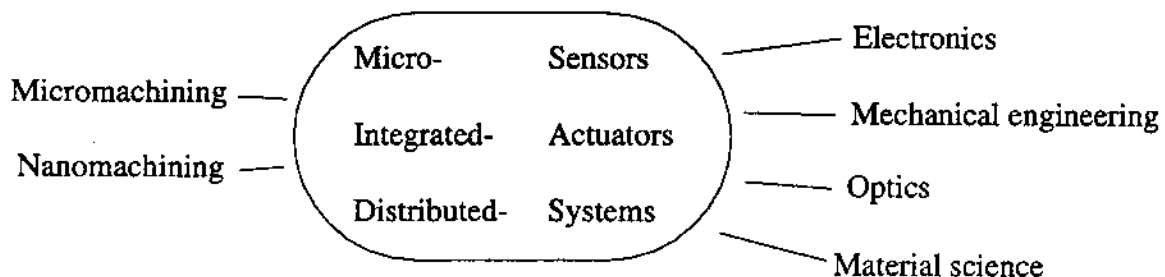 Micromachining
Nanomachining
Micro- Sensors
Integrated- Actuators
Distributed- Systems
Electronics
Mechanical engineering
Optics
Material science